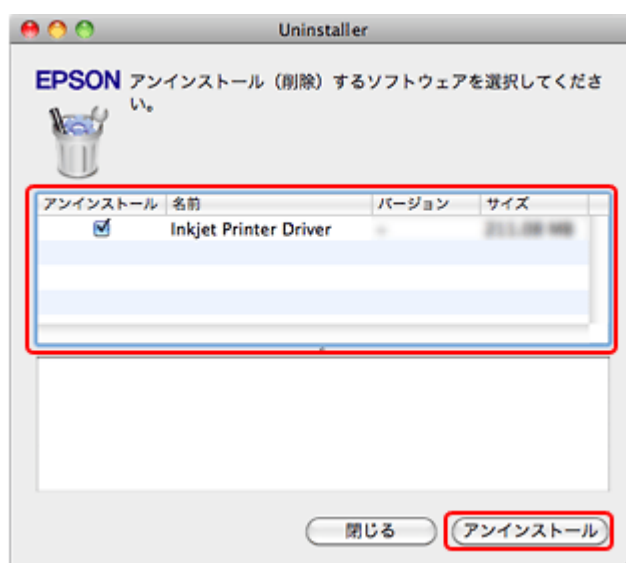 Uninstaller
EPSON アンインストール（削除）するソフトウェアを選択してくださ
い。
アンインストール 名前 バージョン サイズ
Inkjet Printer Driver
閉じる アンインストール